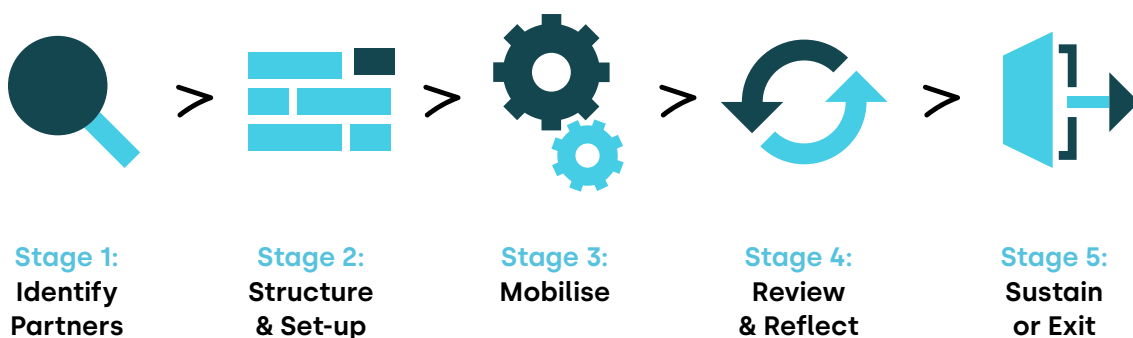 > > > >
Stage 1:
Identify
Partners
Stage 2:
Structure
& Set-up
Stage 3:
Mobilise
Stage 4:
Review
& Reflect
Stage 5:
Sustain
or Exit